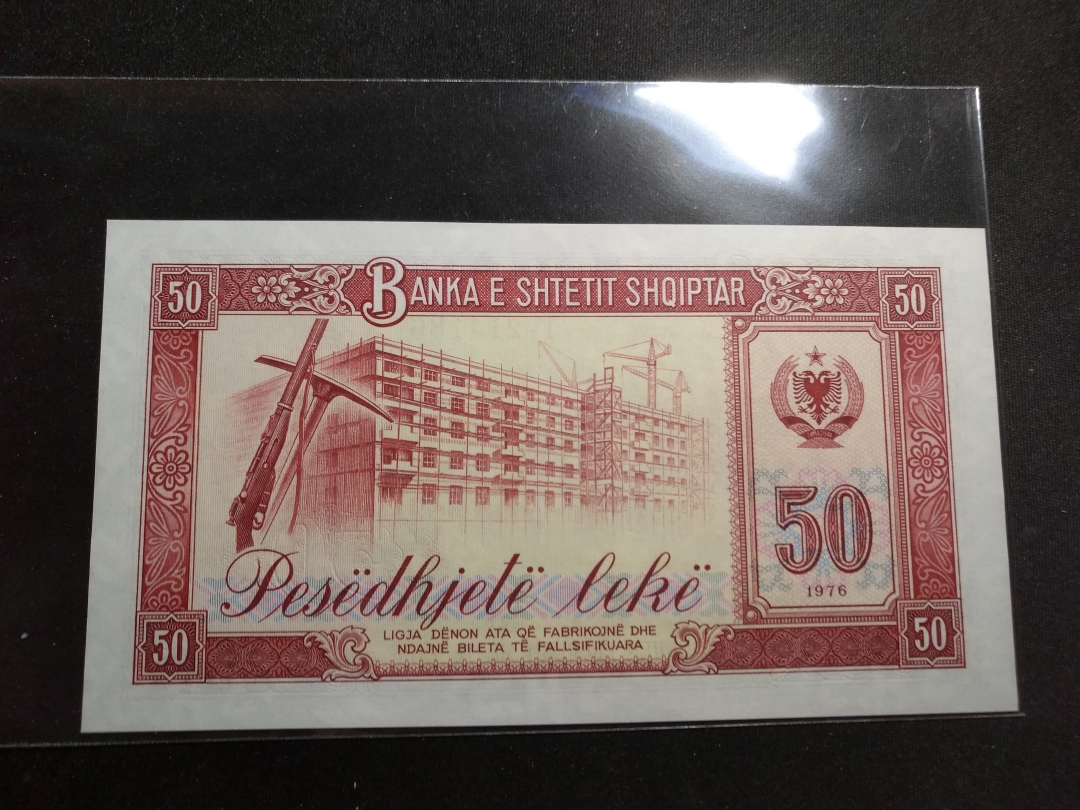 50 BANKA E SHTETIT SHQIPTAR 50
50
1976
Pesëdhjetë lekë
LIGJA DËNON ATA QË FABRIKOJNË DHE
NDAJNË BILETA TË FALLSIFIKUARA
50 50